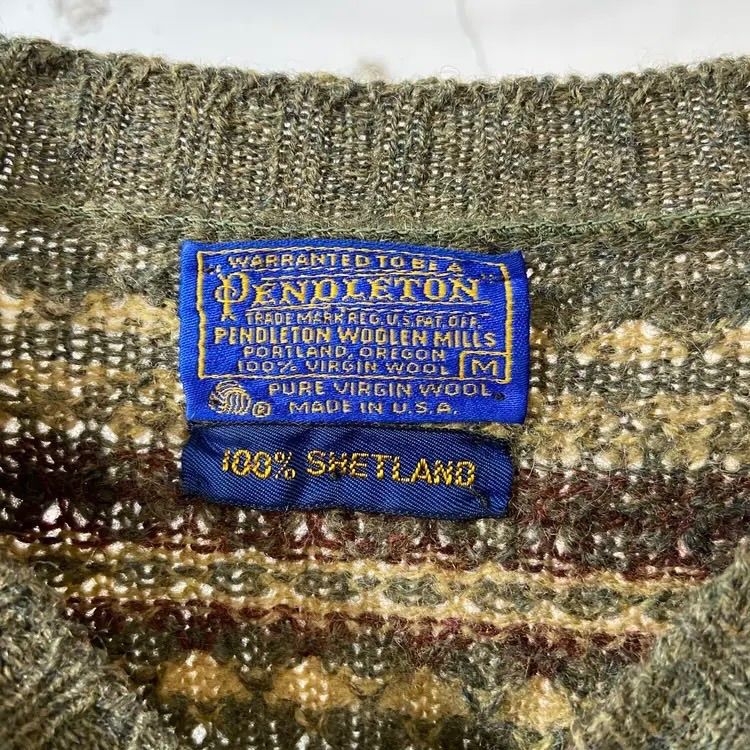 WARRANTED TO BE A
PENDLETON
TRADE MARK REG. U.S. PAT. OFF.
PENDLETON WOOLEN MILLS
PORTLAND, OREGON
100% VIRGIN WOOL M
® PURE VIRGIN WOOL
MADE IN U.S.A.
100% SHETLAND